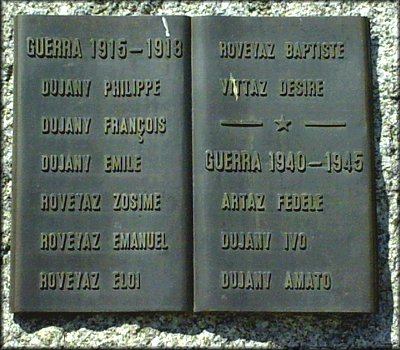 GUERRA 1915–1918
DUJANY PHILIPPE
DUJANY FRANÇOIS
DUJANY EMILE
ROVEYAZ ZOSIME
ROVEYAZ EMANUEL
ROVEYAZ ELOI
ROVEYAZ BAPTISTE
VITTAZ DESIRE
GUERRA 1940–1945
ARTAZ FEDELE
DUJANY IVO
DUJANY AMATO